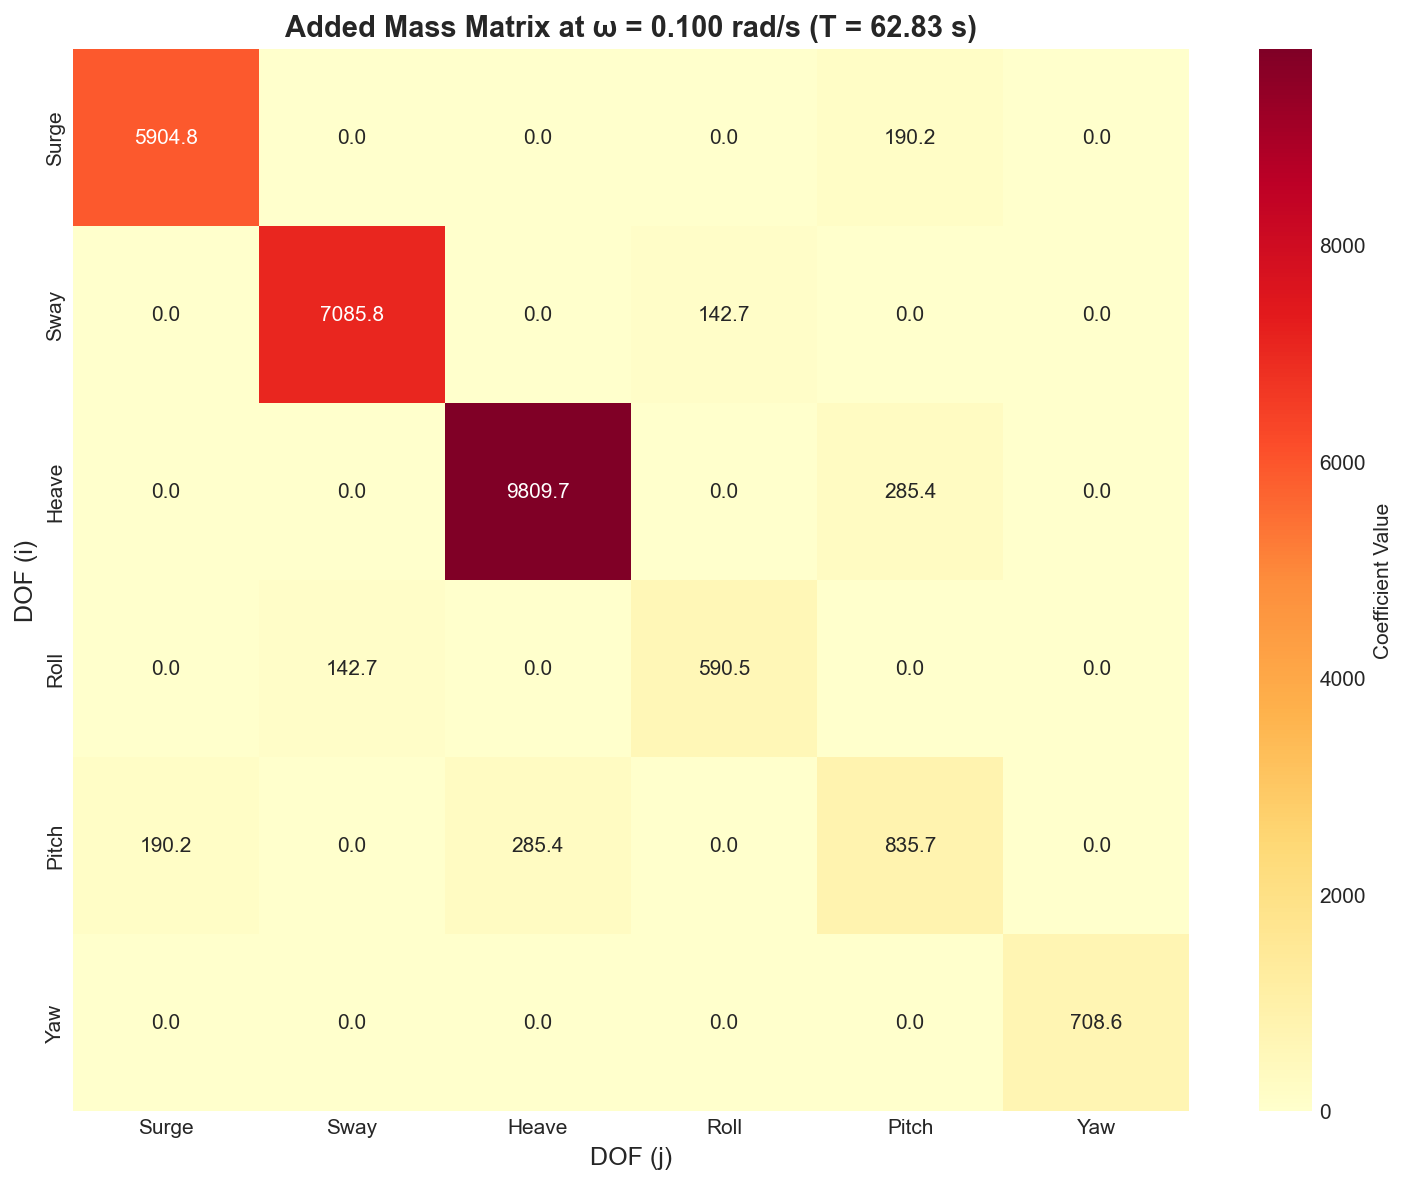 Added Mass Matrix at ω = 0.100 rad/s (T = 62.83 s)
Surge 5904.8 0.0 0.0 0.0 190.2 0.0
Sway 0.0 7085.8 0.0 142.7 0.0 0.0
Heave 0.0 0.0 9809.7 0.0 285.4 0.0
Roll 0.0 142.7 0.0 590.5 0.0 0.0
Pitch 190.2 0.0 285.4 0.0 835.7 0.0
Yaw 0.0 0.0 0.0 0.0 0.0 708.6
Surge Sway Heave Roll Pitch Yaw
DOF (j)
DOF (i)
8000
6000
4000
2000
0
Coefficient Value